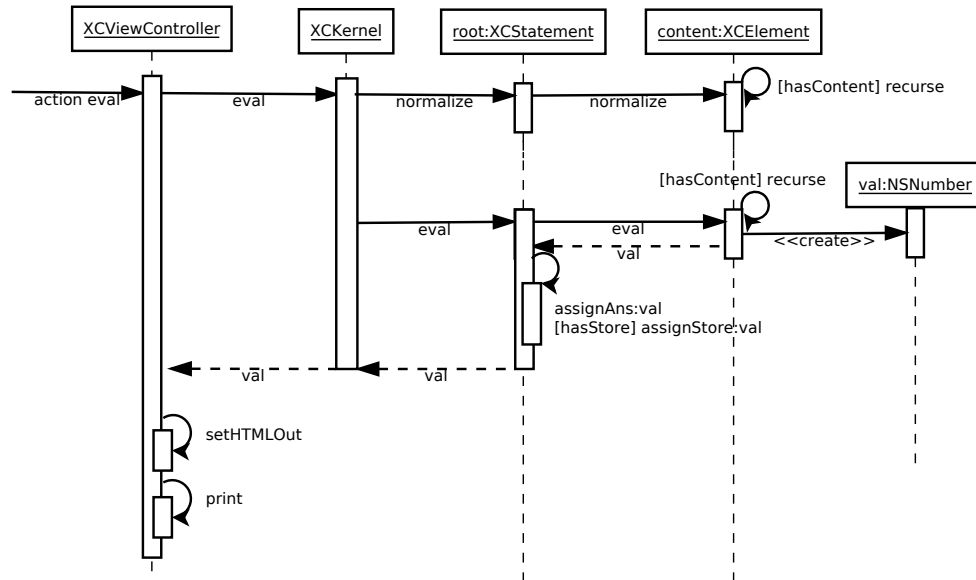 XCViewController
XCKernel
root:XCStatement
content:XCElement
action eval
eval
normalize
normalize
[hasContent] recurse
[hasContent] recurse
val:NSNumber
eval
eval
<<create>>
val
assignAns:val
[hasStore] assignStore:val
val
val
setHTMLOut
print